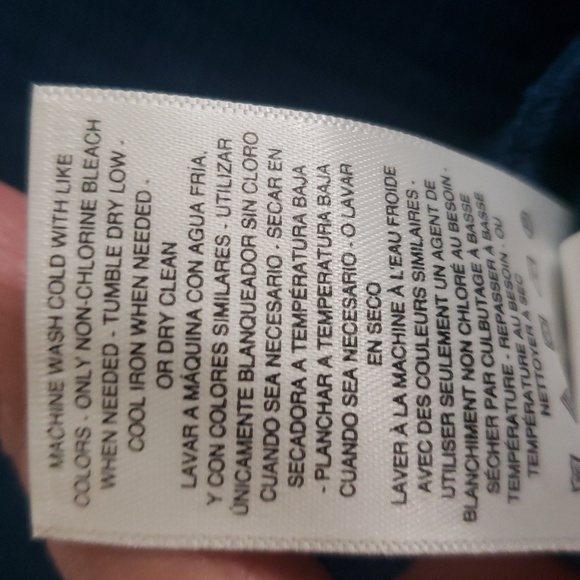 MACHINE WASH COLD WITH LIKE
COLORS - ONLY NON-CHLORINE BLEACH
WHEN NEEDED - TUMBLE DRY LOW -
COOL IRON WHEN NEEDED .
OR DRY CLEAN
LAVAR A MÁQUINA CON AGUA FRIA,
Y CON COLORES SIMILARES - UTILIZAR
ÚNICAMENTE BLANQUEADOR SIN CLORO
CUANDO SEA NECESARIO - SECAR EN
SECADORA A TEMPERATURA BAJA
- PLANCHAR A TEMPERATURA BAJA
CUANDO SEA NECESARIO - O LAVAR
EN SECO
LAVER À LA MACHINE À L'EAU FROIDE
AVEC DES COULEURS SIMILAIRES -
UTILISER SEULEMENT UN AGENT DE
BLANCHIMENT NON CHLORÉ AU BESOIN -
SÉCHER PAR CULBUTAGE À BASSE
TEMPÉRATURE - REPASSER À BASSE
TEMPÉRATURE AU BESOIN - OU
NETTOYER À SEC